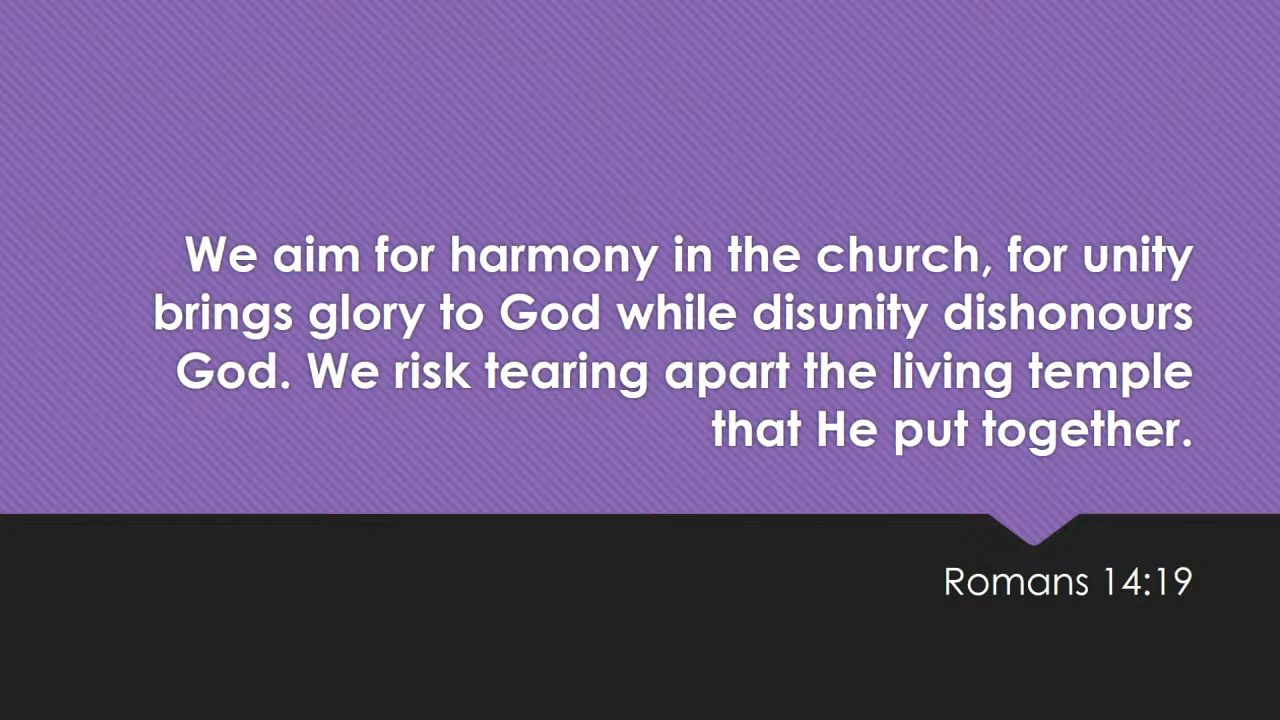 We aim for harmony in the church, for unity
brings glory to God while disunity dishonours
God. We risk tearing apart the living temple
that He put together.
Romans 14:19